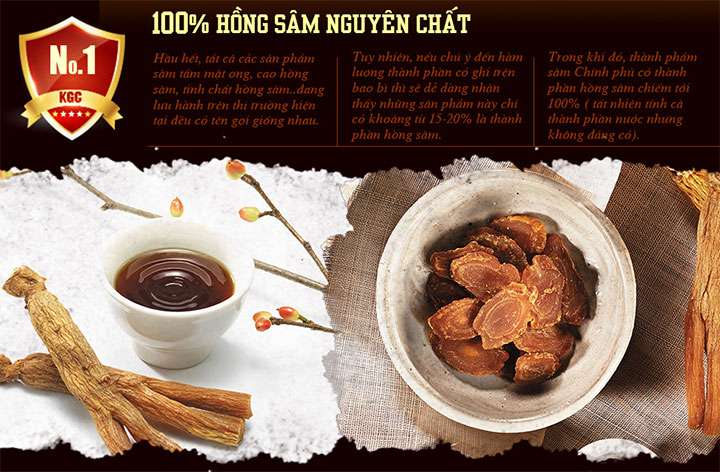 100% HỒNG SÂM NGUYÊN CHẤT
No.1
KGC
Hầu hết, tất cả các sản phẩm
sâm tẩm mật ong, cao hồng
sâm, tinh chất hồng sâm..đang
lưu hành trên thị trường hiện
tại đều có tên gọi giống nhau.
Tuy nhiên, nếu chú ý đến hàm
lượng thành phần có ghi trên
bao bì thì sẽ dễ dàng nhận
thấy những sản phẩm này chỉ
có khoảng từ 15-20% là thành
phần hồng sâm.
Trong khi đó, thành phẩm
sâm Chính phủ có thành
phần hồng sâm chiếm tới
100% ( tất nhiên tính cả
thành phần nước nhưng
không đáng có).